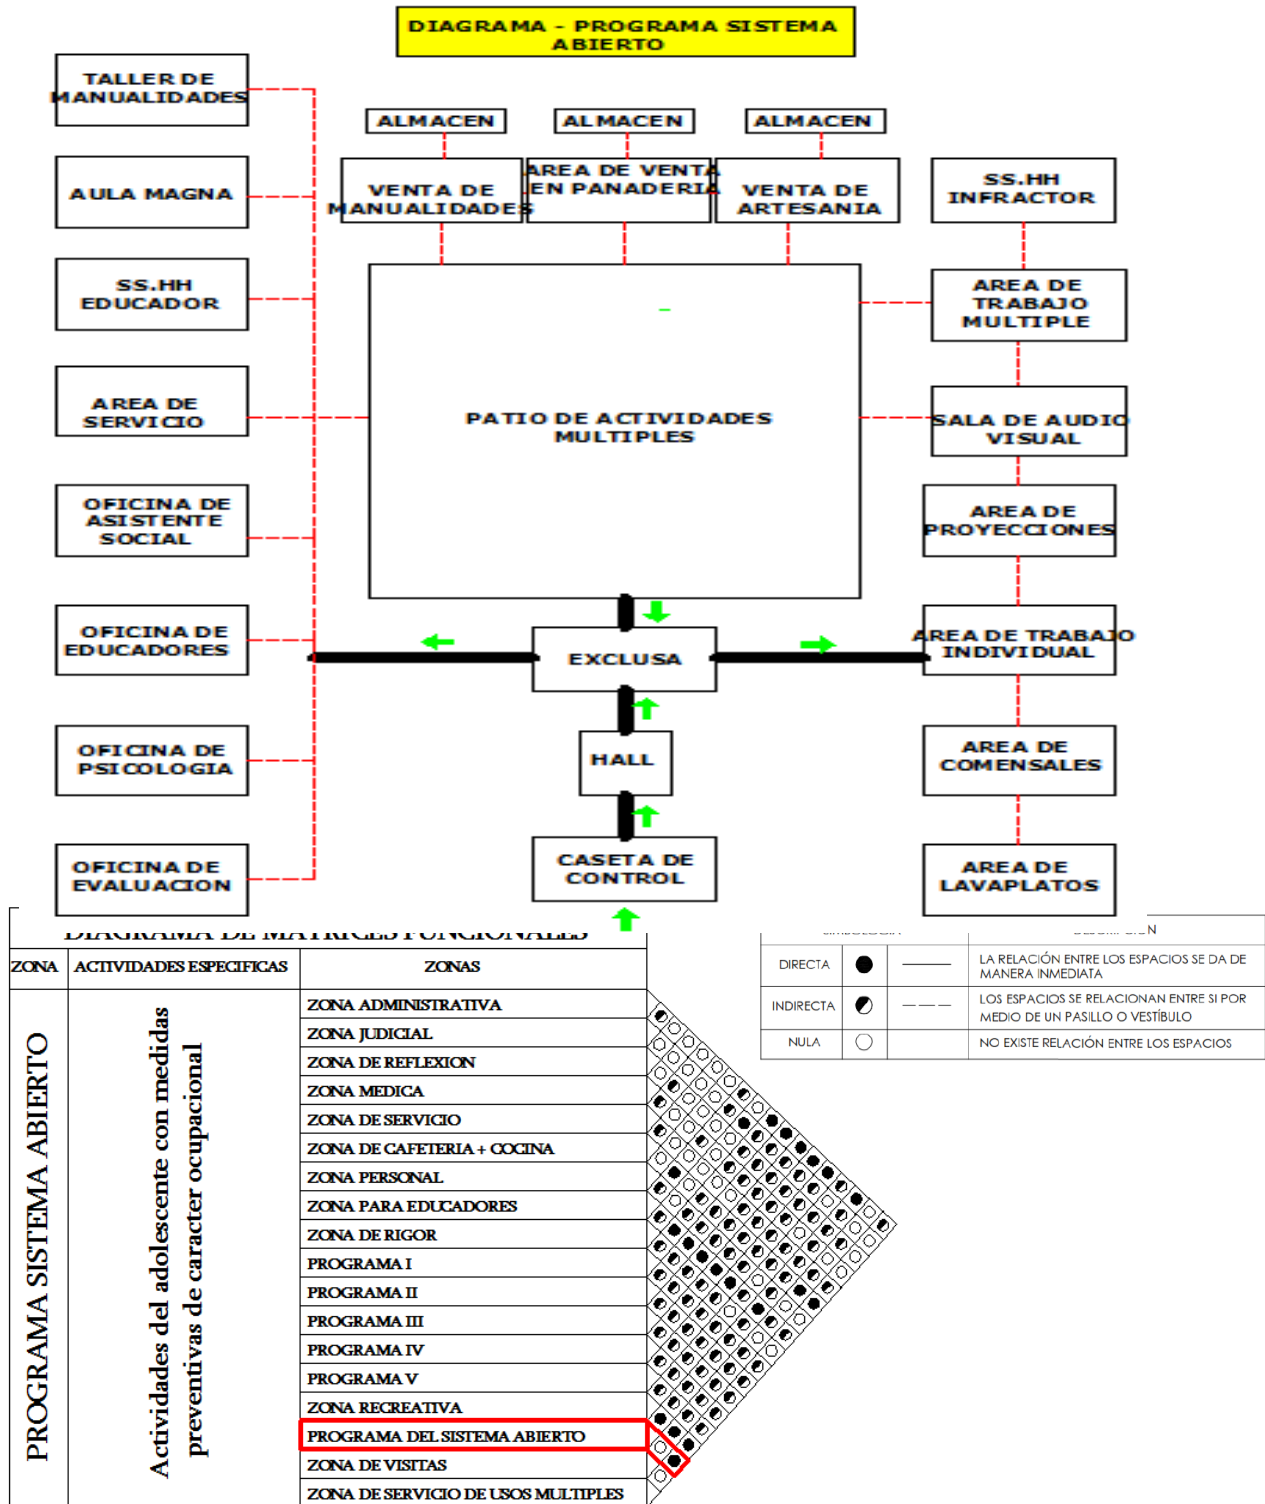 DIAGRAMA - PROGRAMA SISTEMA
ABIERTO
TALLER DE
MANUALIDADES
AULA MAGNA
SS.HH
EDUCADOR
AREA DE
SERVICIO
OFICINA DE
ASISTENTE
SOCIAL
OFICINA DE
EDUCADORES
OFICINA DE
PSICOLOGIA
OFICINA DE
EVALUACION
ALMACEN
ALMACEN
ALMACEN
VENTA DE
MANUALIDADES
AREA DE VENTA
EN PANADERIA
VENTA DE
ARTESANIA
PATIO DE ACTIVIDADES
MULTIPLES
EXCLUSA
HALL
CASETA DE
CONTROL
SS.HH
INFRACTOR
AREA DE
TRABAJO
MULTIPLE
SALA DE AUDIO
VISUAL
AREA DE
PROYECCIONES
AREA DE TRABAJO
INDIVIDUAL
AREA DE
COMENSALES
AREA DE
LAVAPLATOS
DIAGRAMA DE MATRICES FUNCIONALES
ZONA ACTIVIDADES ESPECIFICAS ZONAS
PROGRAMA SISTEMA ABIERTO
Actividades del adolescente con medidas
preventivas de caracter ocupacional
ZONA ADMINISTRATIVA
ZONA JUDICIAL
ZONA DE REFLEXION
ZONA MEDICA
ZONA DE SERVICIO
ZONA DE CAFETERIA + COCINA
ZONA PERSONAL
ZONA PARA EDUCADORES
ZONA DE RIGOR
PROGRAMA I
PROGRAMA II
PROGRAMA III
PROGRAMA IV
PROGRAMA V
ZONA RECREATIVA
PROGRAMA DEL SISTEMA ABIERTO
ZONA DE VISITAS
ZONA DE SERVICIO DE USOS MULTIPLES
DIRECTA
LA RELACIÓN ENTRE LOS ESPACIOS SE DA DE
MANERA INMEDIATA
INDIRECTA
LOS ESPACIOS SE RELACIONAN ENTRE SI POR
MEDIO DE UN PASILLO O VESTÍBULO
NULA
NO EXISTE RELACIÓN ENTRE LOS ESPACIOS